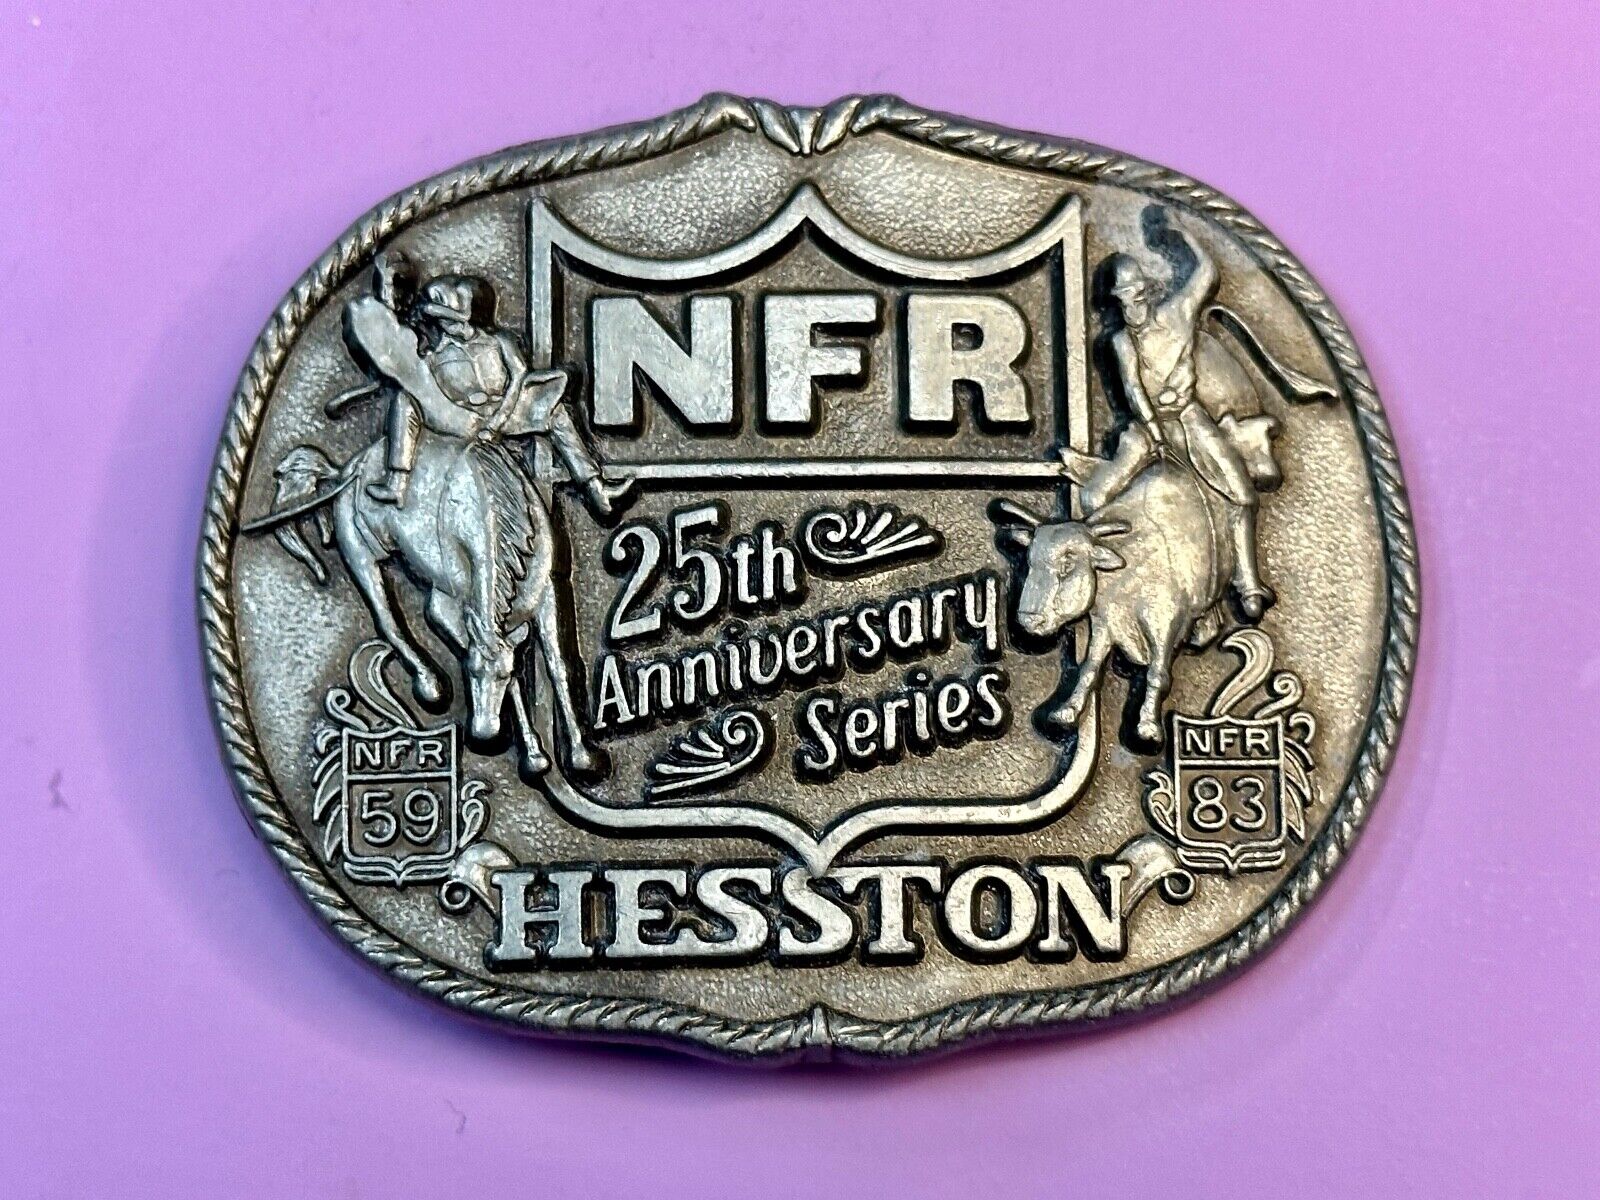 NFR
25th
Anniversary
Series
NFR
59
NFR
83
HESSTON